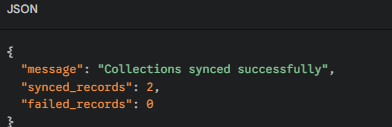 JSON
{
"message": "Collections synced successfully",
"synced_records": 2,
"failed_records": 0
}